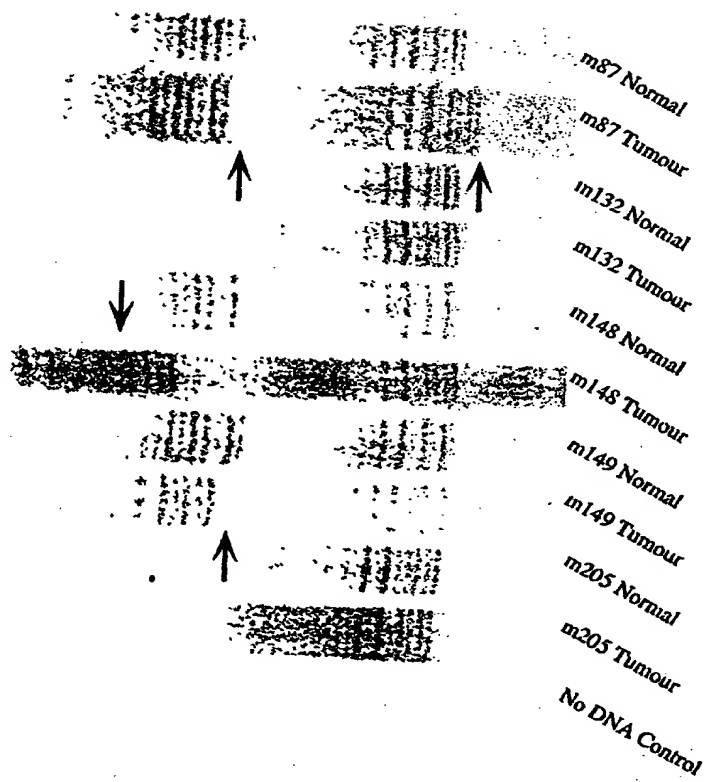 m87 Normal
m87 Tumour
m132 Normal
m132 Tumour
m148 Normal
m148 Tumour
m149 Normal
m149 Tumour
m205 Normal
m205 Tumour
No DNA Control